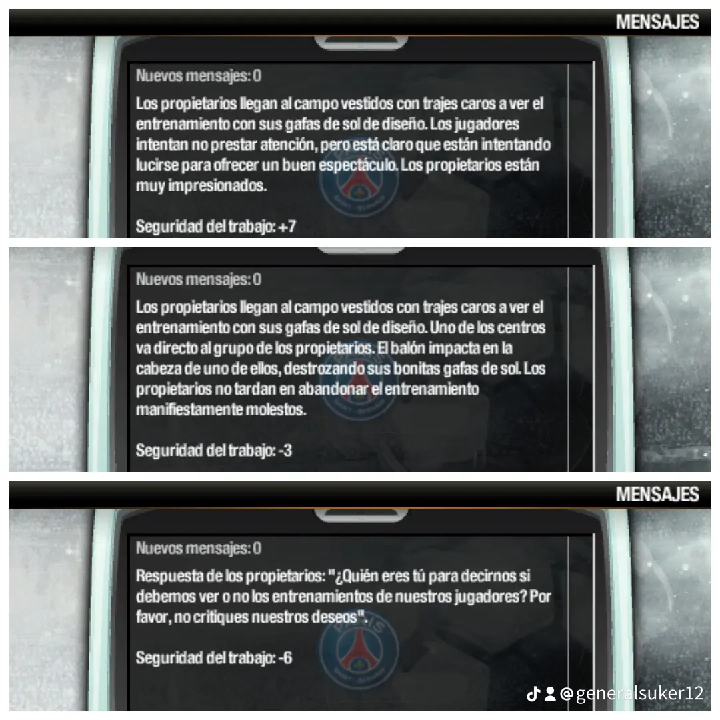 MENSAJES
Nuevos mensajes: 0
Los propietarios llegan al campo vestidos con trajes caros a ver el
entrenamiento con sus gafas de sol de diseño. Los jugadores
intentan no prestar atención, pero está claro que están intentando
lucirse para ofrecer un buen espectáculo. Los propietarios están
muy impresionados.
Seguridad del trabajo: +7
Nuevos mensajes: 0
Los propietarios llegan al campo vestidos con trajes caros a ver el
entrenamiento con sus gafas de sol de diseño. Uno de los centros
va directo al grupo de los propietarios. El balón impacta en la
cabeza de uno de ellos, destrozando sus bonitas gafas de sol. Los
propietarios no tardan en abandonar el entrenamiento
manifiestamente molestos.
Seguridad del trabajo: -3
MENSAJES
Nuevos mensajes: 0
Respuesta de los propietarios: "¿Quién eres tú para decirnos si
debemos ver o no los entrenamientos de nuestros jugadores? Por
favor, no critiques nuestros deseos".
Seguridad del trabajo: -6
@generalsuker12